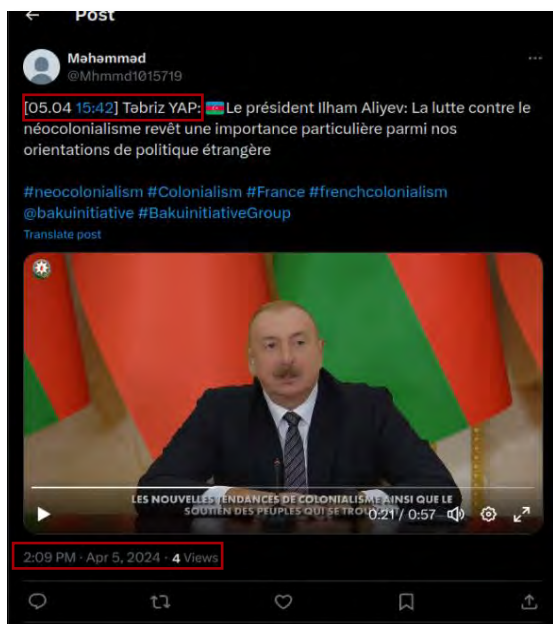 ← Post
Məhəmməd
@Mhmmd1015719
[05.04 15:42] Təbriz YAP: 🇦🇿Le président Ilham Aliyev: La lutte contre le
néocolonialisme revêt une importance particulière parmi nos
orientations de politique étrangère
#neocolonialism #Colonialism #France #frenchcolonialism
@bakuinitiative #BakuinitiativeGroup
Translate post
LES NOUVELLES TENDANCES DE COLONIALISME AINSI QUE LE
SOUTIEN DES PEUPLES QUI SE
0:21 / 0:57
2:09 PM · Apr 5, 2024 · 4 Views